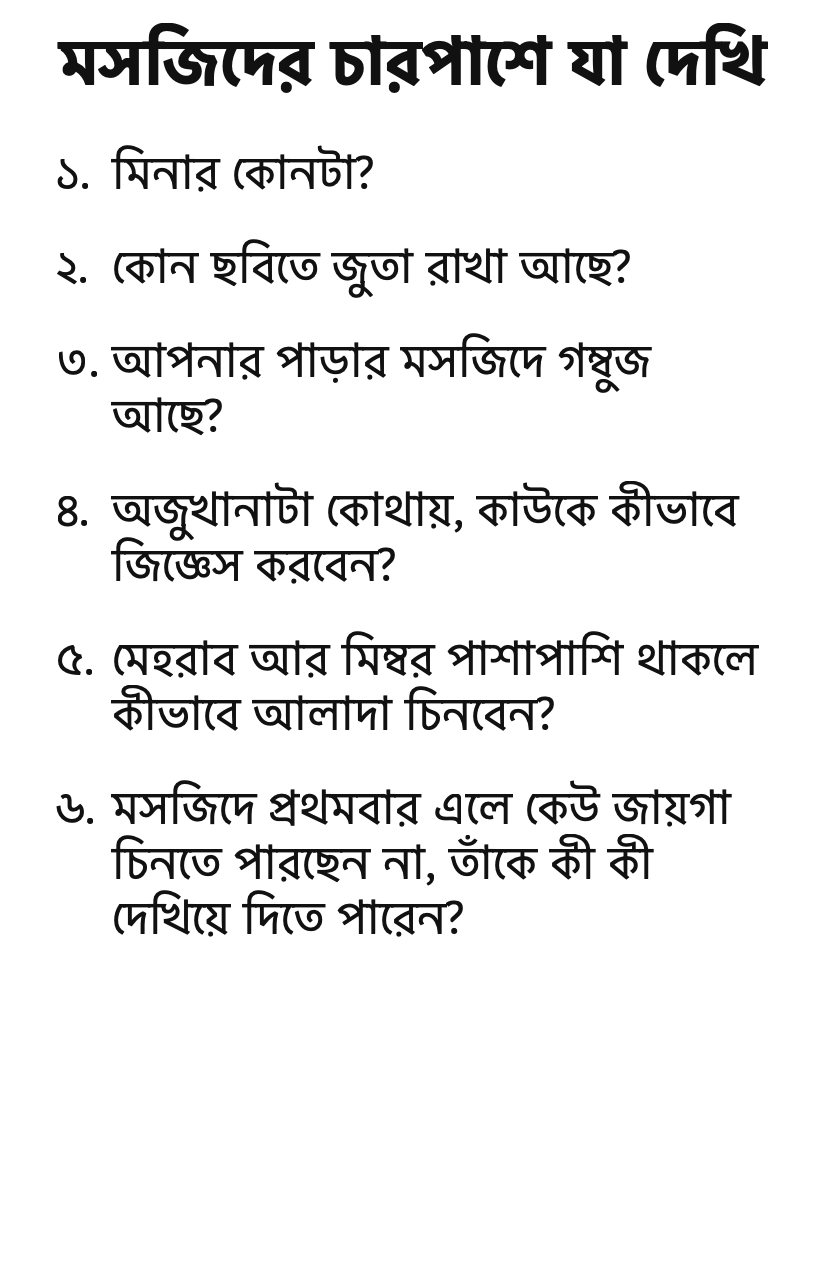 মসজিদের চারপাশে যা দেখি
১. মিনার কোনটা?
২. কোন ছবিতে জুতা রাখা আছে?
৩. আপনার পাড়ার মসজিদে গম্বুজ
আছে?
৪. অজুখানাটা কোথায়, কাউকে কীভাবে
জিজ্ঞেস করবেন?
৫. মেহরাব আর মিম্বর পাশাপাশি থাকলে
কীভাবে আলাদা চিনবেন?
৬. মসজিদে প্রথমবার এলে কেউ জায়গা
চিনতে পারছেন না, তাঁকে কী কী
দেখিয়ে দিতে পারেন?